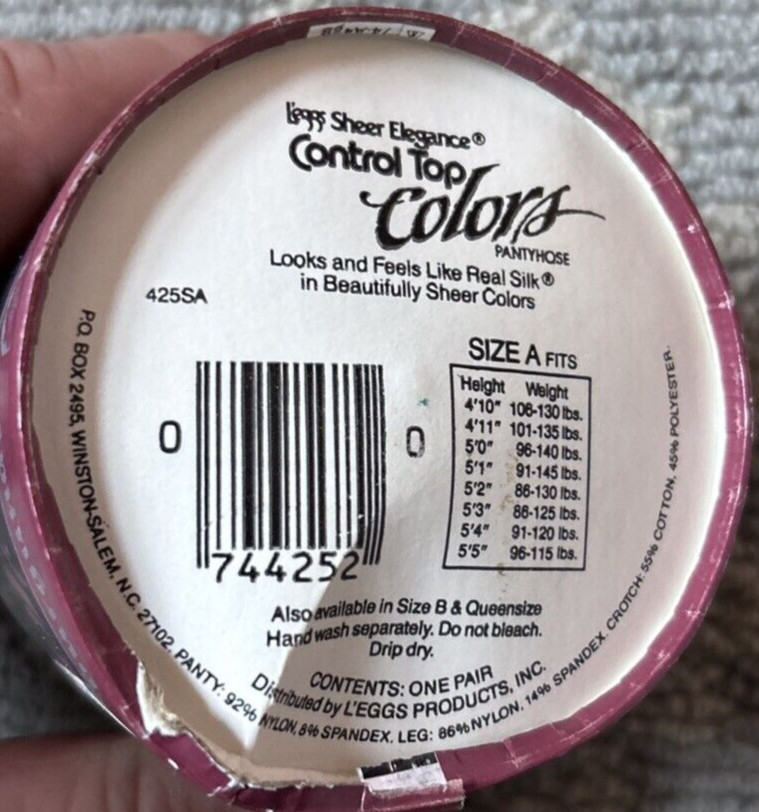 L'eggs Sheer Elegance®
Control Top
Colors
PANTYHOSE
Looks and Feels Like Real Silk®
in Beautifully Sheer Colors
425SA
SIZE A FITS
Height Weight
4'10" 106-130 lbs.
4'11" 101-135 lbs.
5'0" 96-140 lbs.
5'1" 91-145 lbs.
5'2" 86-130 lbs.
5'3" 86-125 lbs.
5'4" 91-120 lbs.
5'5" 96-115 lbs.
0 0
744252
Also available in Size B & Queensize
Hand wash separately. Do not bleach.
Drip dry.
CONTENTS: ONE PAIR
Distributed by L'EGGS PRODUCTS, INC.
P.O. BOX 2495, WINSTON-SALEM, N.C. 27102. PANTY: 92% NYLON, 8% SPANDEX. LEG: 86% NYLON, 14% SPANDEX. CROTCH: 55% COTTON, 45% POLYESTER.